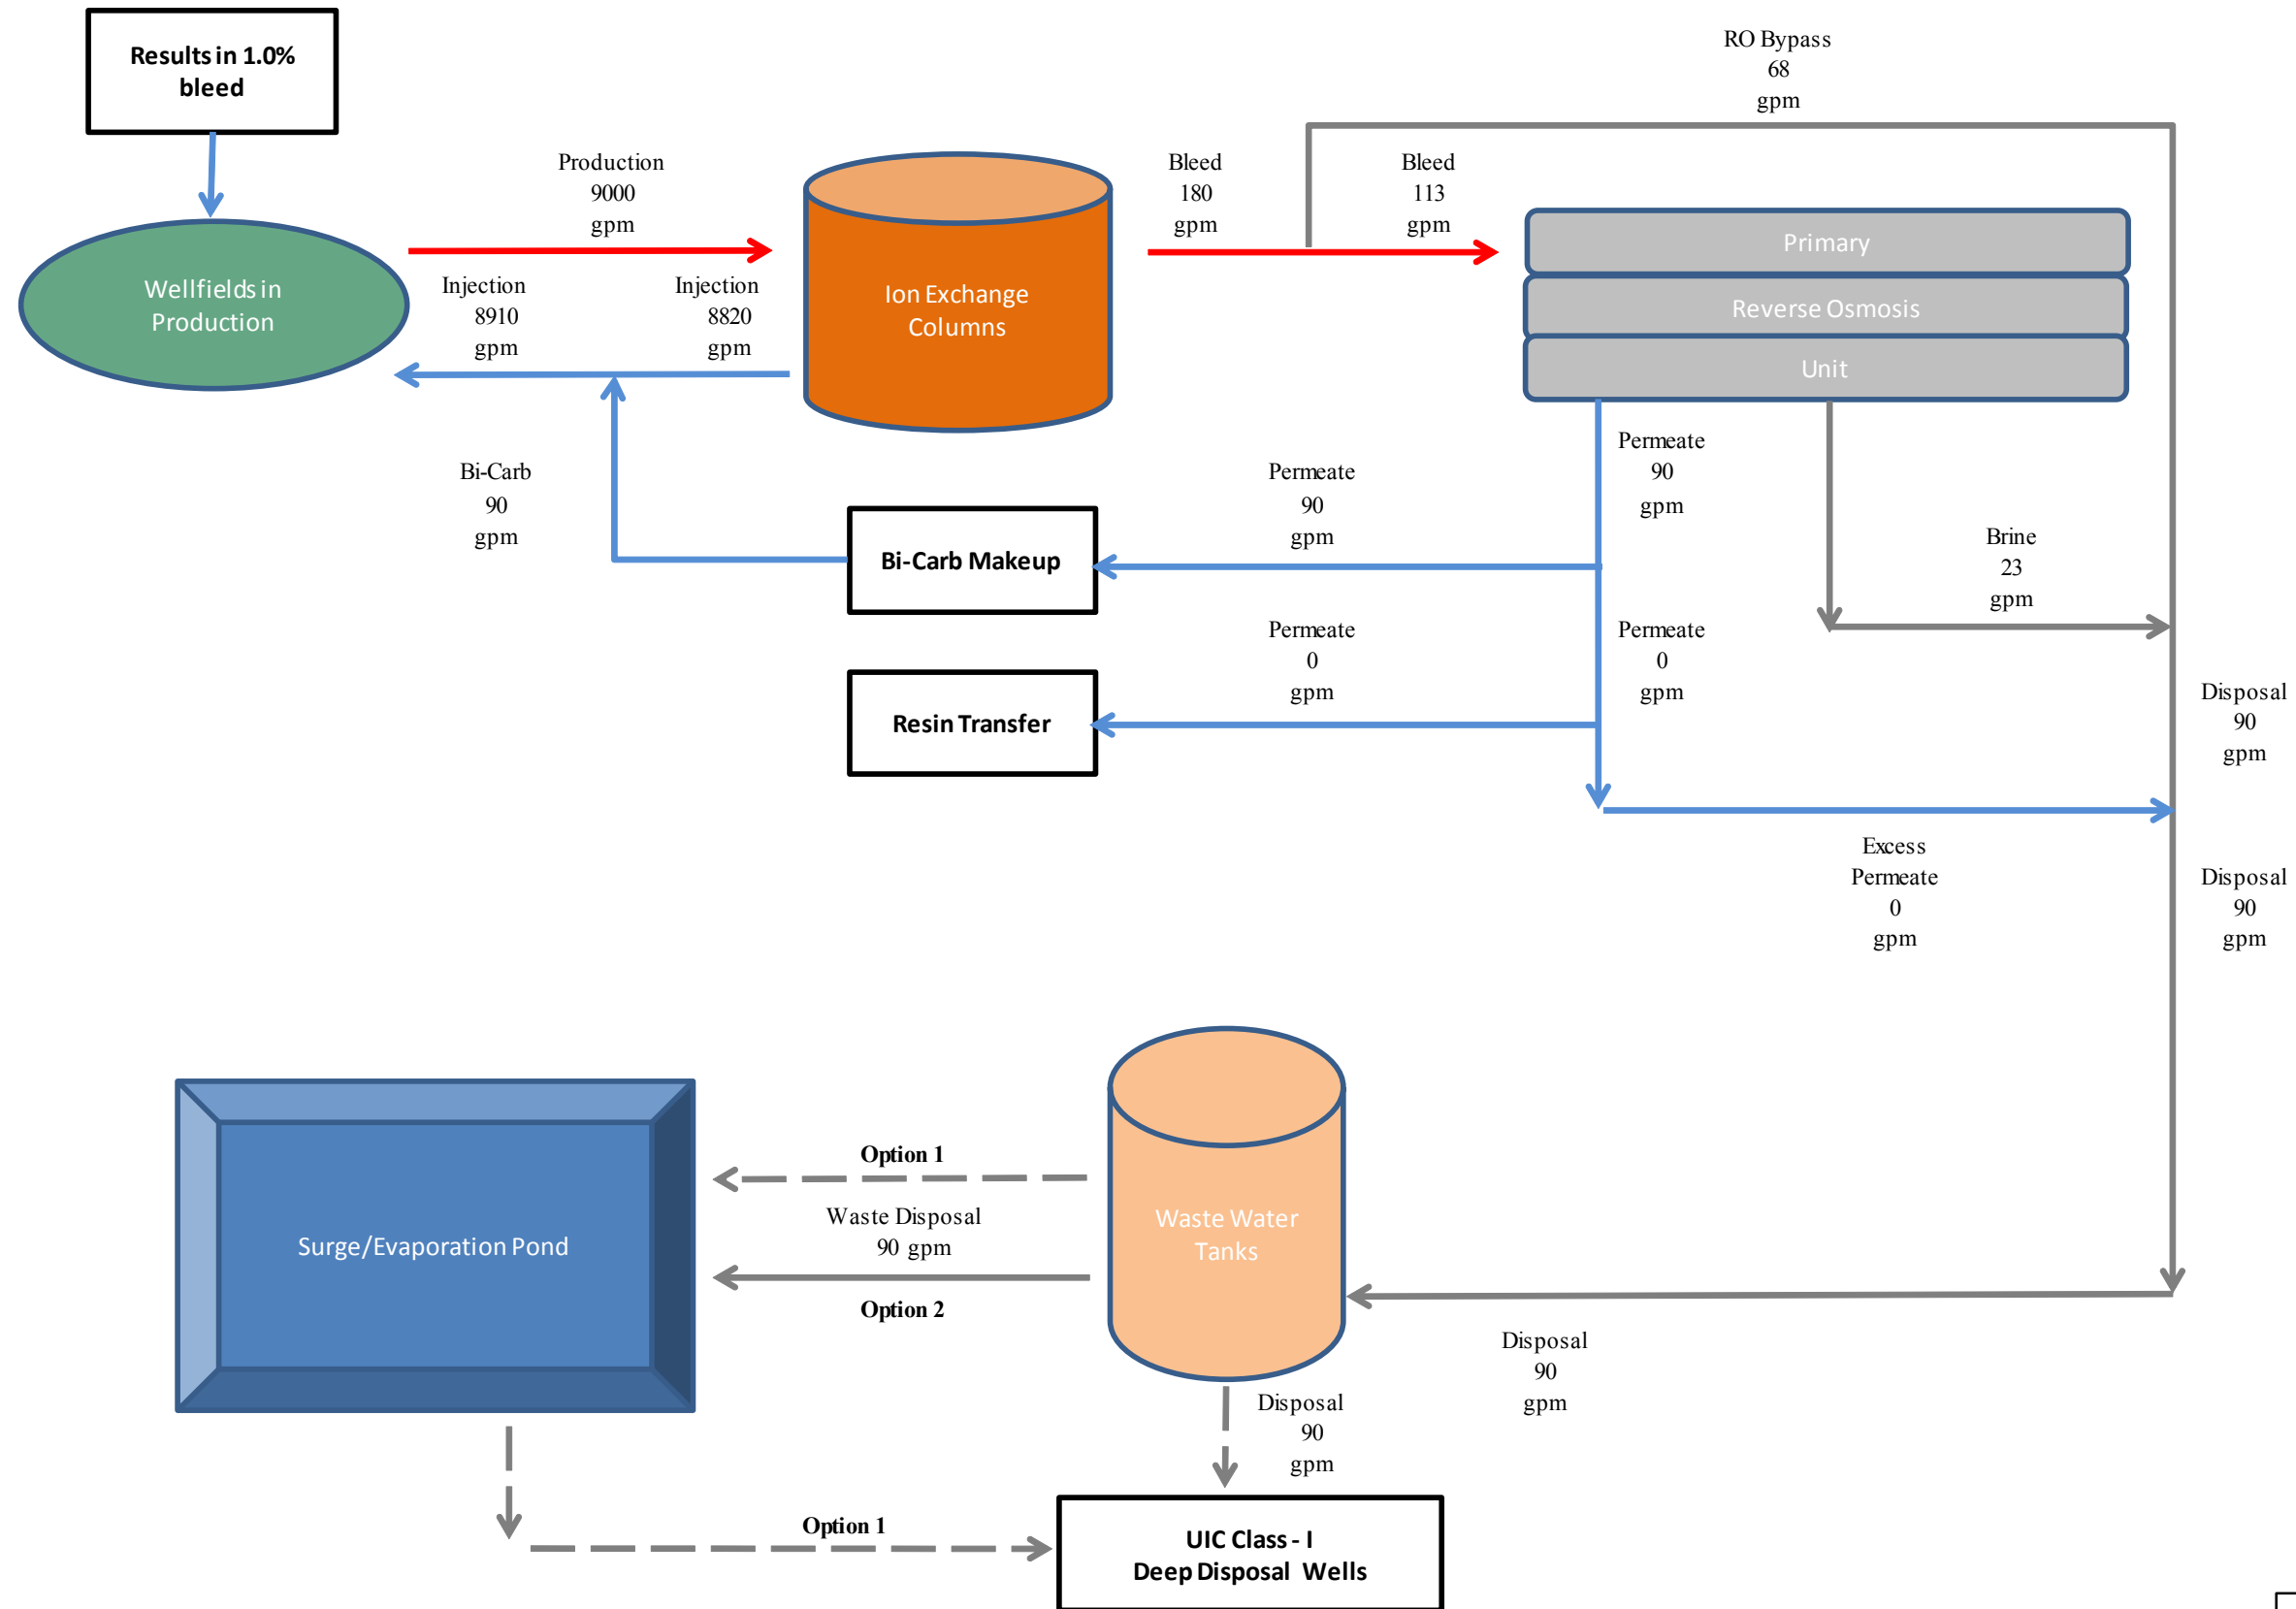 Results in 1.0%
bleed
RO Bypass
68
gpm
Production
9000
gpm
Bleed
180
gpm
Bleed
113
gpm
Primary
Reverse Osmosis
Unit
Wellfields in
Production
Injection
8910
gpm
Injection
8820
gpm
Ion Exchange
Columns
Bi-Carb
90
gpm
Permeate
90
gpm
Permeate
90
gpm
Bi-Carb Makeup
Brine
23
gpm
Permeate
0
gpm
Permeate
0
gpm
Resin Transfer
Disposal
90
gpm
Excess
Permeate
0
gpm
Disposal
90
gpm
Option 1
Waste Disposal
90 gpm
Option 2
Surge/Evaporation Pond
Waste Water
Tanks
Disposal
90
gpm
Disposal
90
gpm
Option 1
UIC Class - I
Deep Disposal Wells